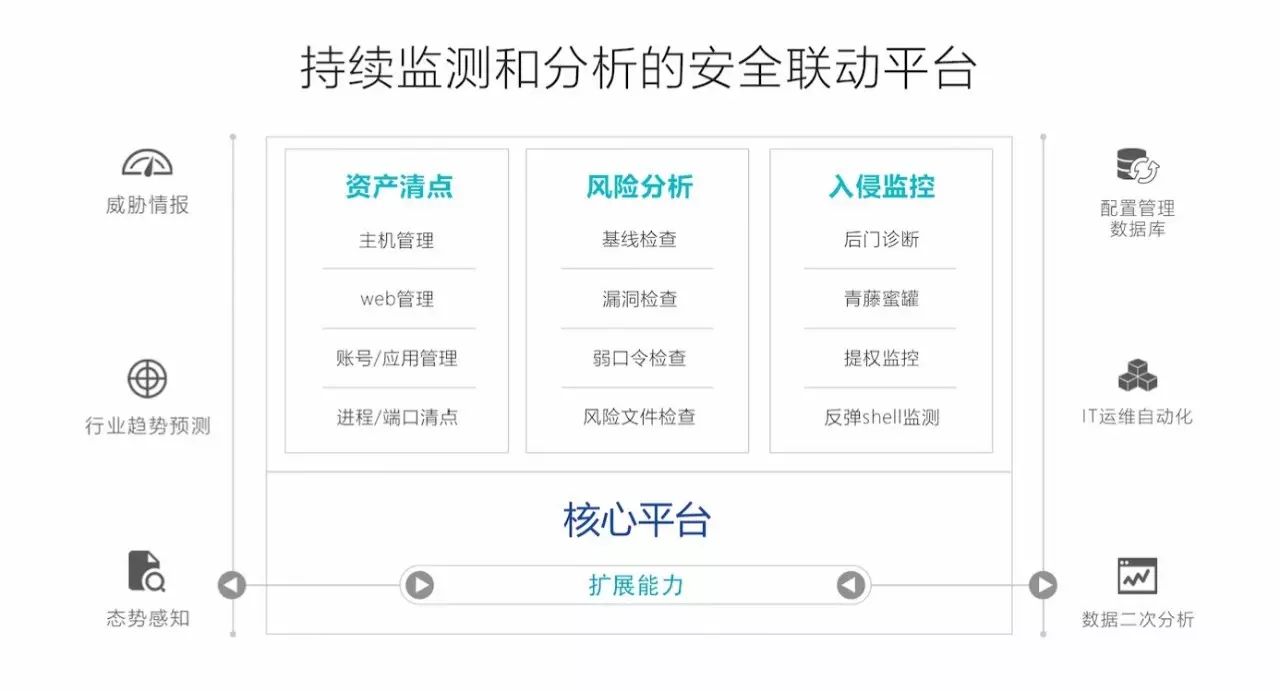 持续监测和分析的安全联动平台
威胁情报
行业趋势预测
态势感知
资产清点
主机管理
web管理
账号/应用管理
进程/端口清点
风险分析
基线检查
漏洞检查
弱口令检查
风险文件检查
入侵监控
后门诊断
青藤蜜罐
提权监控
反弹shell监测
核心平台
扩展能力
配置管理
数据库
IT运维自动化
数据二次分析